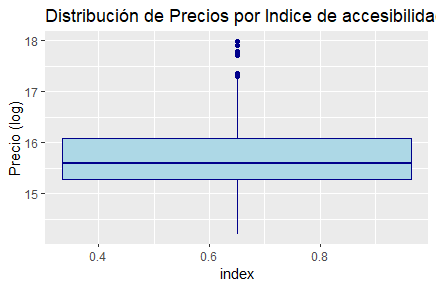 Distribución de Precios por Indice de accesibilida
18
17
16
15
Precio (log)
0.4
0.6
0.8
index